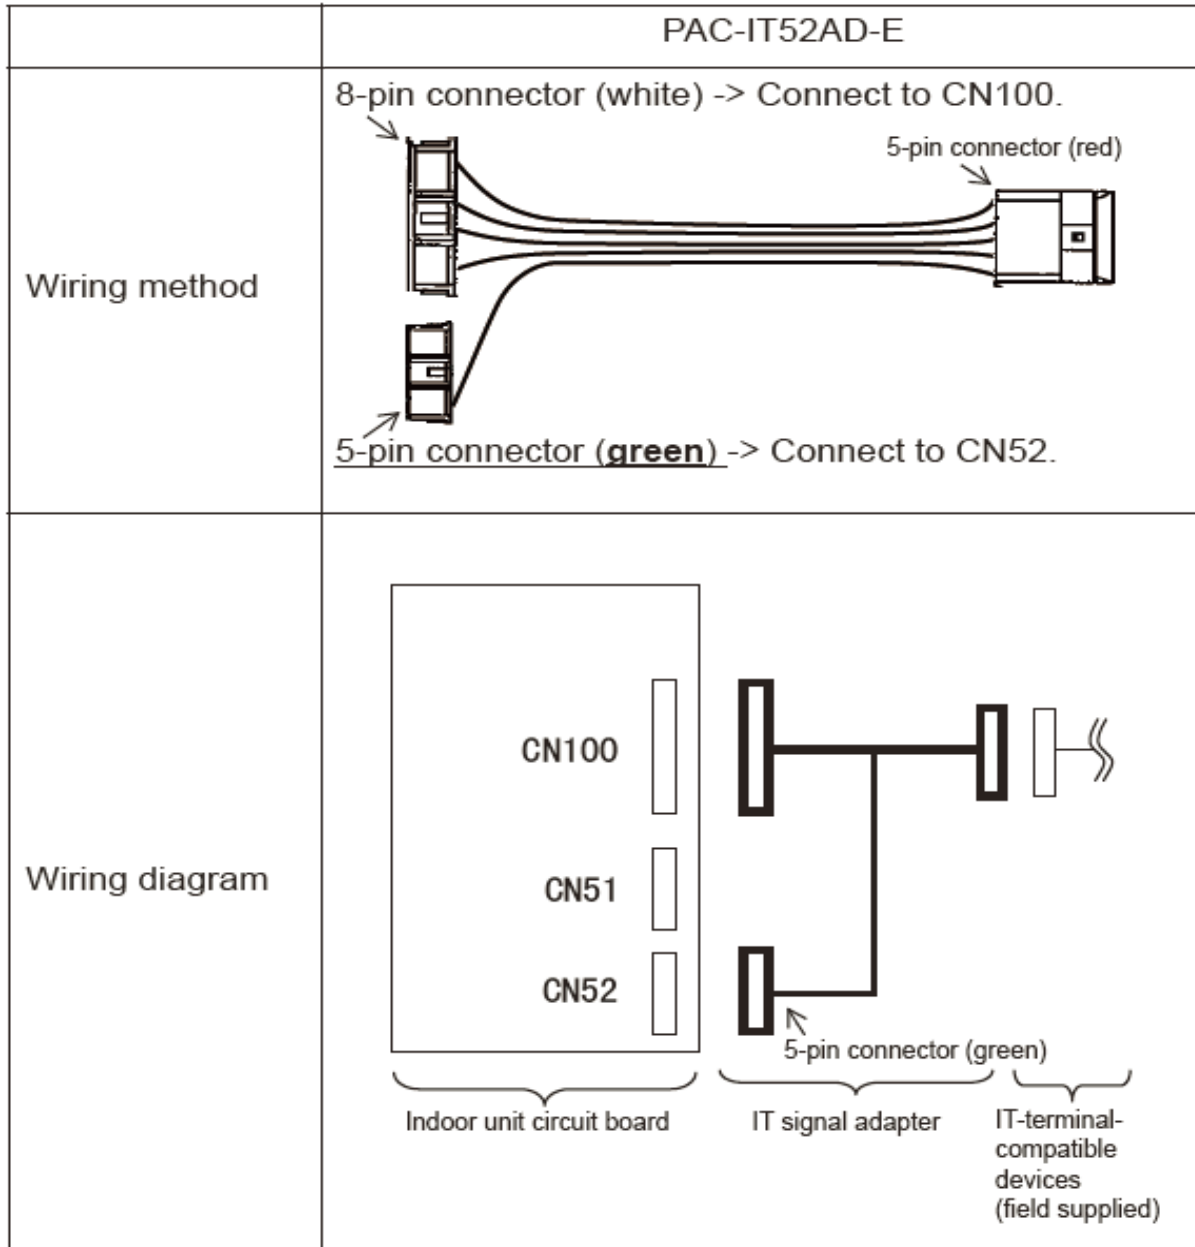 PAC-IT52AD-E
Wiring method
8-pin connector (white) -> Connect to CN100.
5-pin connector (red)
5-pin connector (green) -> Connect to CN52.
Wiring diagram
CN100
CN51
CN52
5-pin connector (green)
Indoor unit circuit board
IT signal adapter
IT-terminal-
compatible
devices
(field supplied)